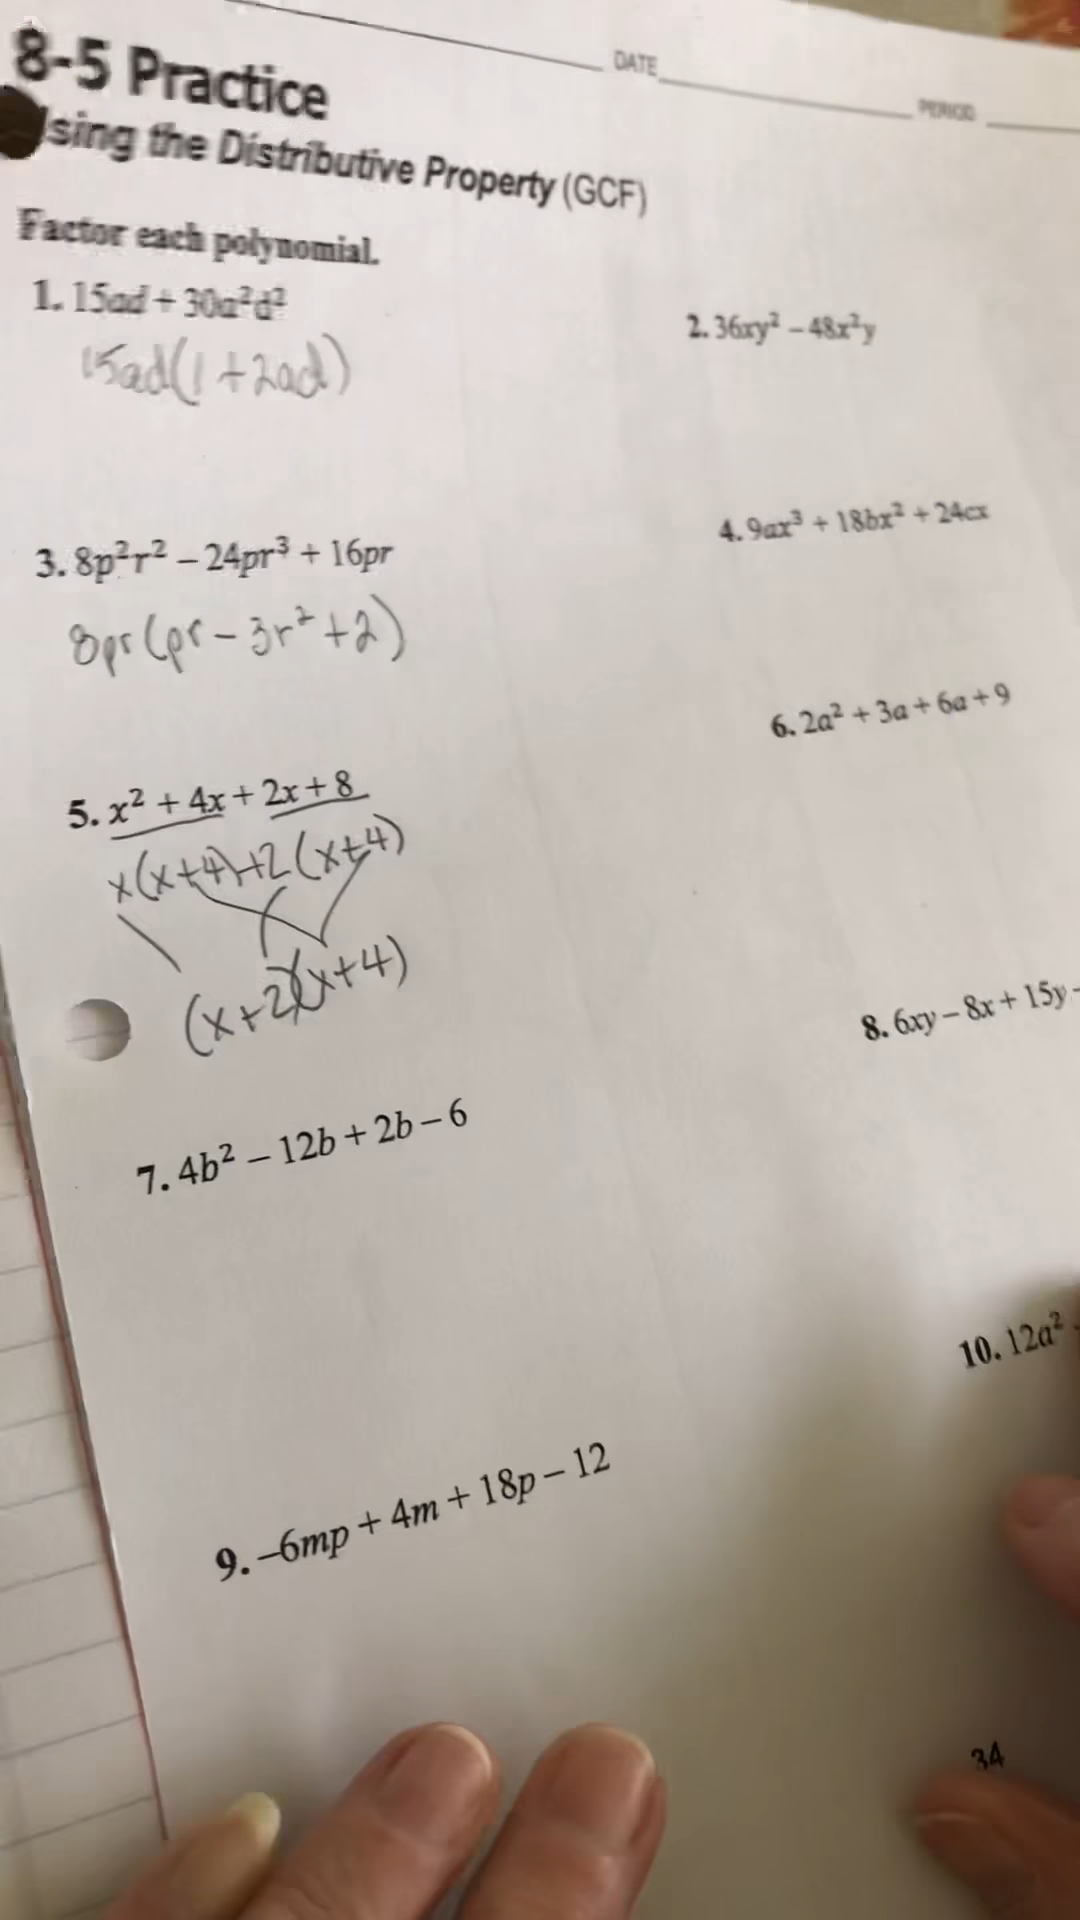 DATE
PERIOD
8-5 Practice
sing the Distributive Property (GCF)
Factor each polynomial.
1. 15ad + 30a²d²
15ad(1 + 2ad)
2. 36xy² – 48x²y
3. 8p²r² – 24pr³ + 16pr
8pr(pr – 3r² + 2)
4. 9ax³ + 18bx² + 24cx
5. x² + 4x + 2x + 8
x(x+4)+2(x+4)
(x+2)(x+4)
6. 2a² + 3a + 6a + 9
7. 4b² – 12b + 2b – 6
8. 6xy – 8x + 15y -
9. –6mp + 4m + 18p – 12
10. 12a²
34